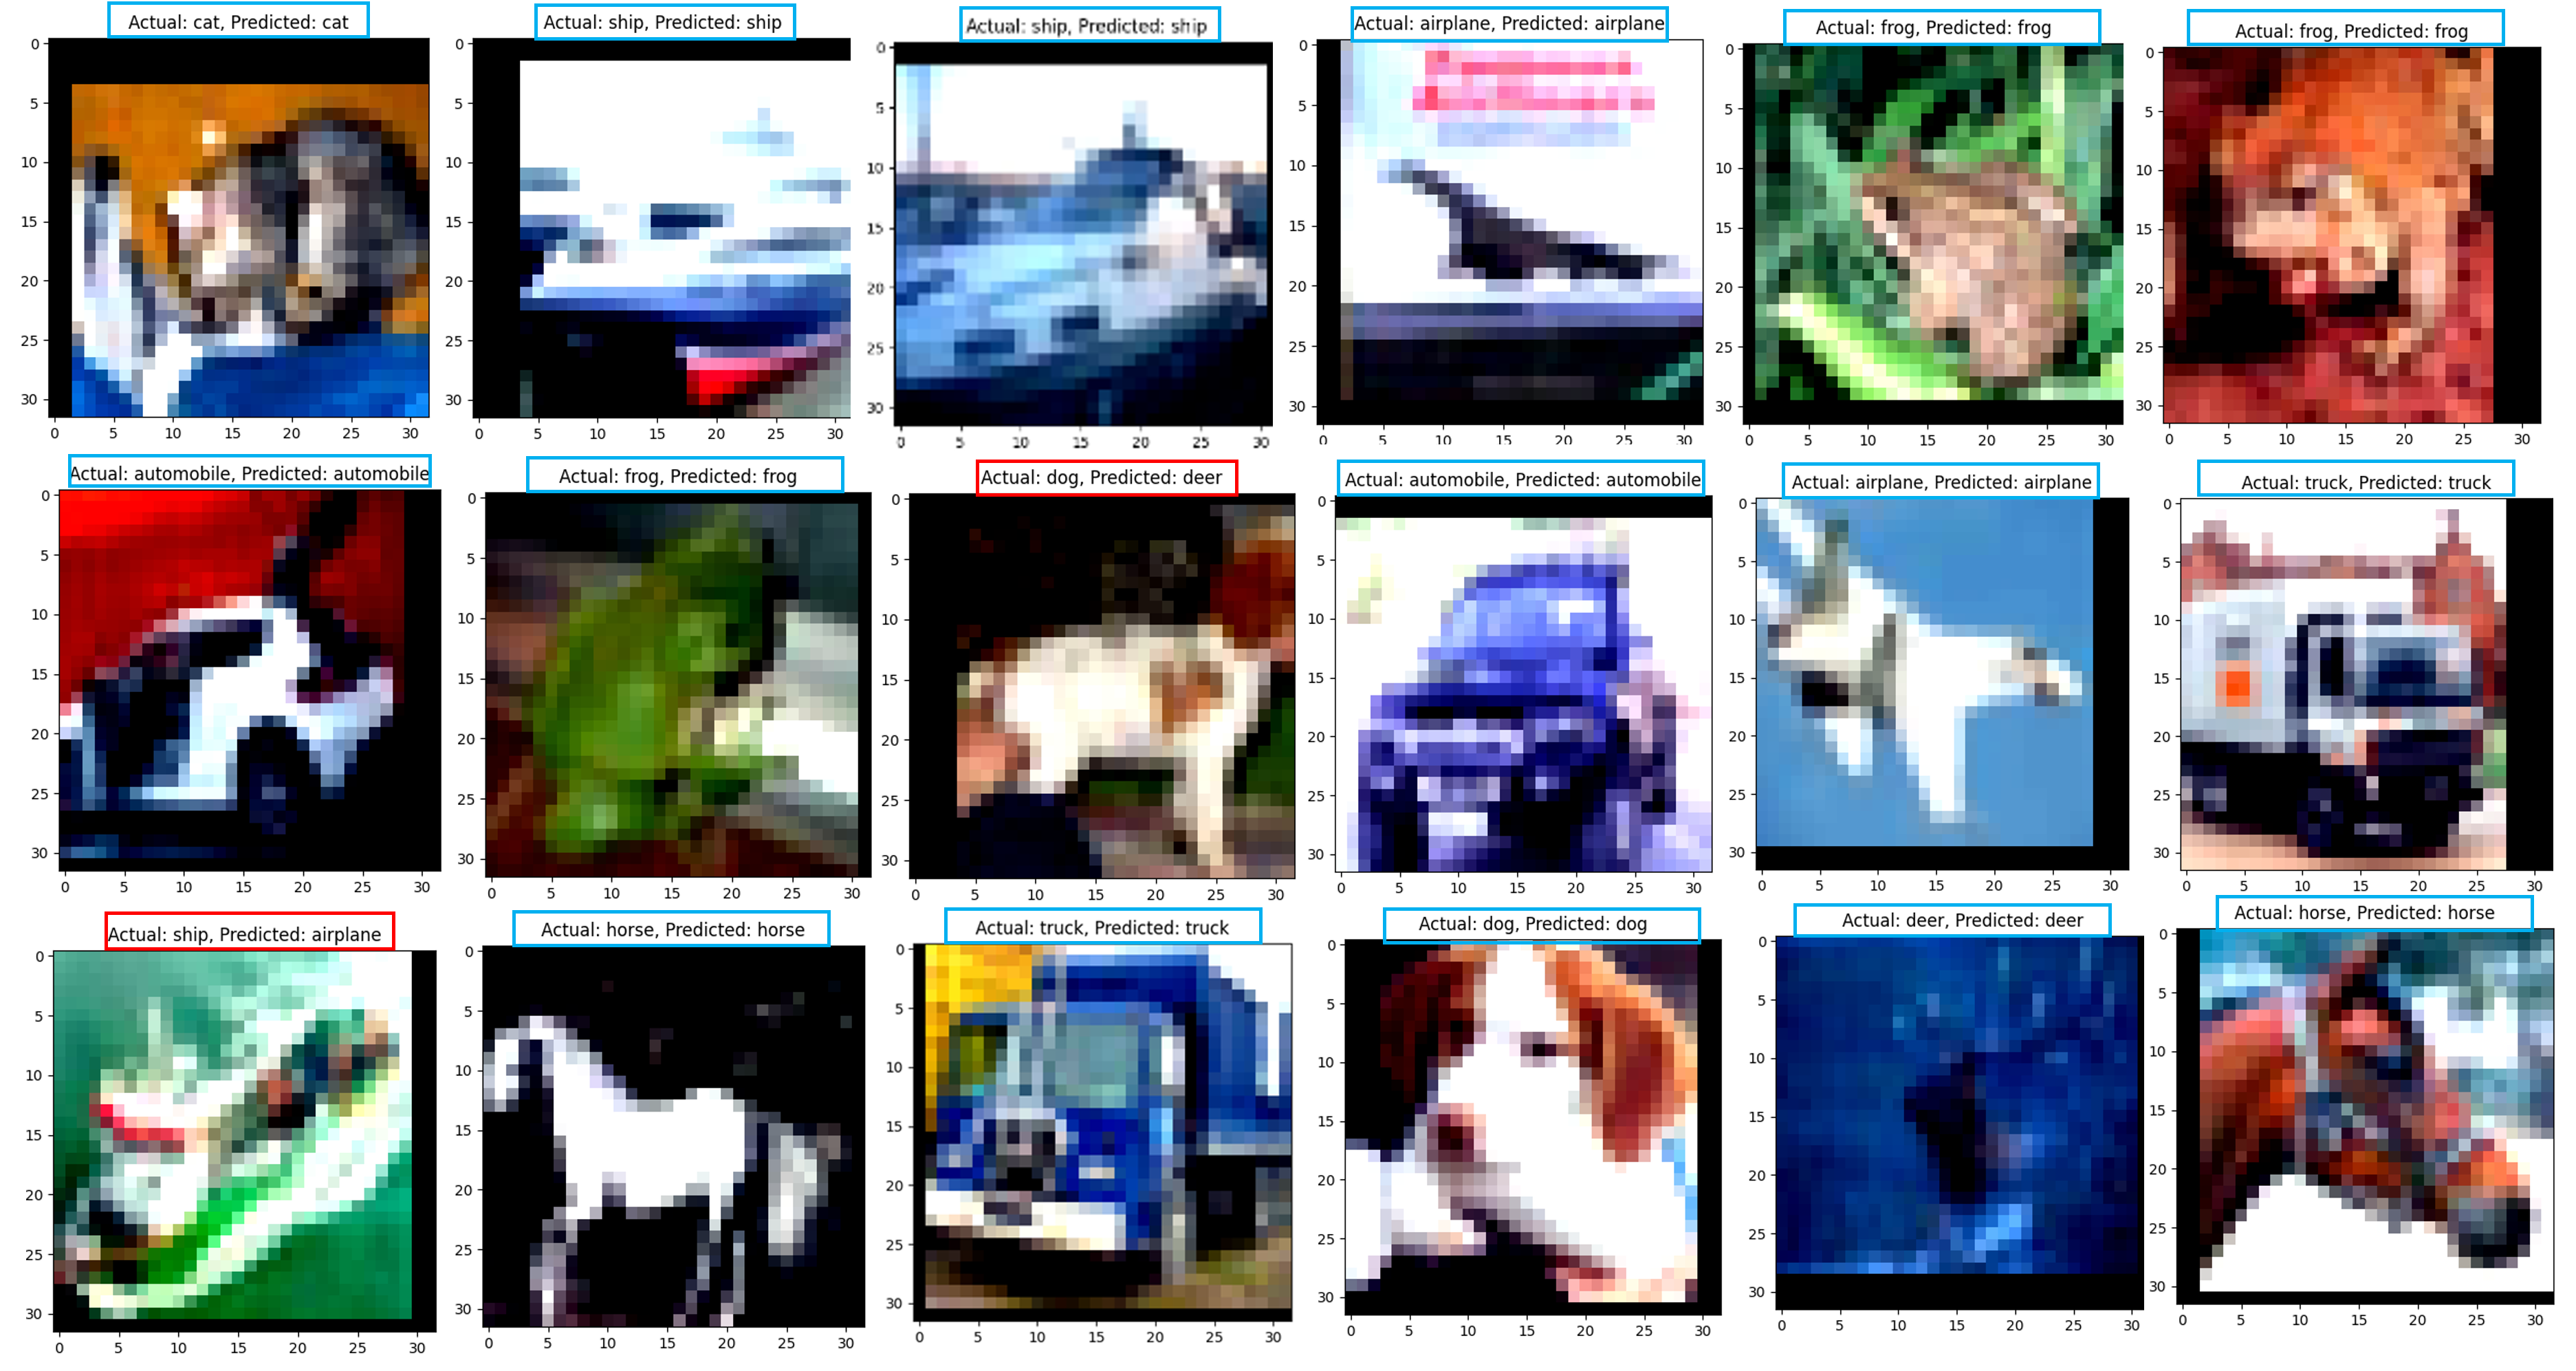 Actual: cat, Predicted: cat
Actual: ship, Predicted: ship
Actual: ship, Predicted: ship
Actual: airplane, Predicted: airplane
Actual: frog, Predicted: frog
Actual: frog, Predicted: frog
0 0 0 0 0 0
5 5 5 5 5 5
10 10 10 10 10 10
15 15 15 15 15 15
20 20 20 20 20 20
25 25 25 25 25 25
30 30 30 30 30 30
0 5 10 15 20 25 30
0 5 10 15 20 25 30
0 5 10 15 20 25 30
0 5 10 15 20 25 30
0 5 10 15 20 25 30
0 5 10 15 20 25 30
Actual: automobile, Predicted: automobile
Actual: frog, Predicted: frog
Actual: dog, Predicted: deer
Actual: automobile, Predicted: automobile
Actual: airplane, Predicted: airplane
Actual: truck, Predicted: truck
0 0 0 0 0 0
5 5 5 5 5 5
10 10 10 10 10 10
15 15 15 15 15 15
20 20 20 20 20 20
25 25 25 25 25 25
30 30 30 30 30 30
0 5 10 15 20 25 30
0 5 10 15 20 25 30
0 5 10 15 20 25 30
0 5 10 15 20 25 30
0 5 10 15 20 25 30
0 5 10 15 20 25 30
Actual: ship, Predicted: airplane
Actual: horse, Predicted: horse
Actual: truck, Predicted: truck
Actual: dog, Predicted: dog
Actual: deer, Predicted: deer
Actual: horse, Predicted: horse
0 0 0 0 0 0
5 5 5 5 5 5
10 10 10 10 10 10
15 15 15 15 15 15
20 20 20 20 20 20
25 25 25 25 25 25
30 30 30 30 30 30
0 5 10 15 20 25 30
0 5 10 15 20 25 30
0 5 10 15 20 25 30
0 5 10 15 20 25 30
0 5 10 15 20 25 30
0 5 10 15 20 25 30